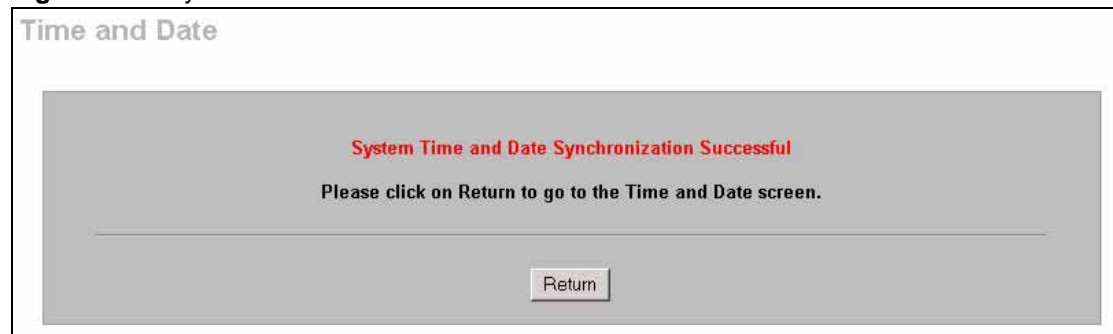 Time and Date
System Time and Date Synchronization Successful
Please click on Return to go to the Time and Date screen.
Return